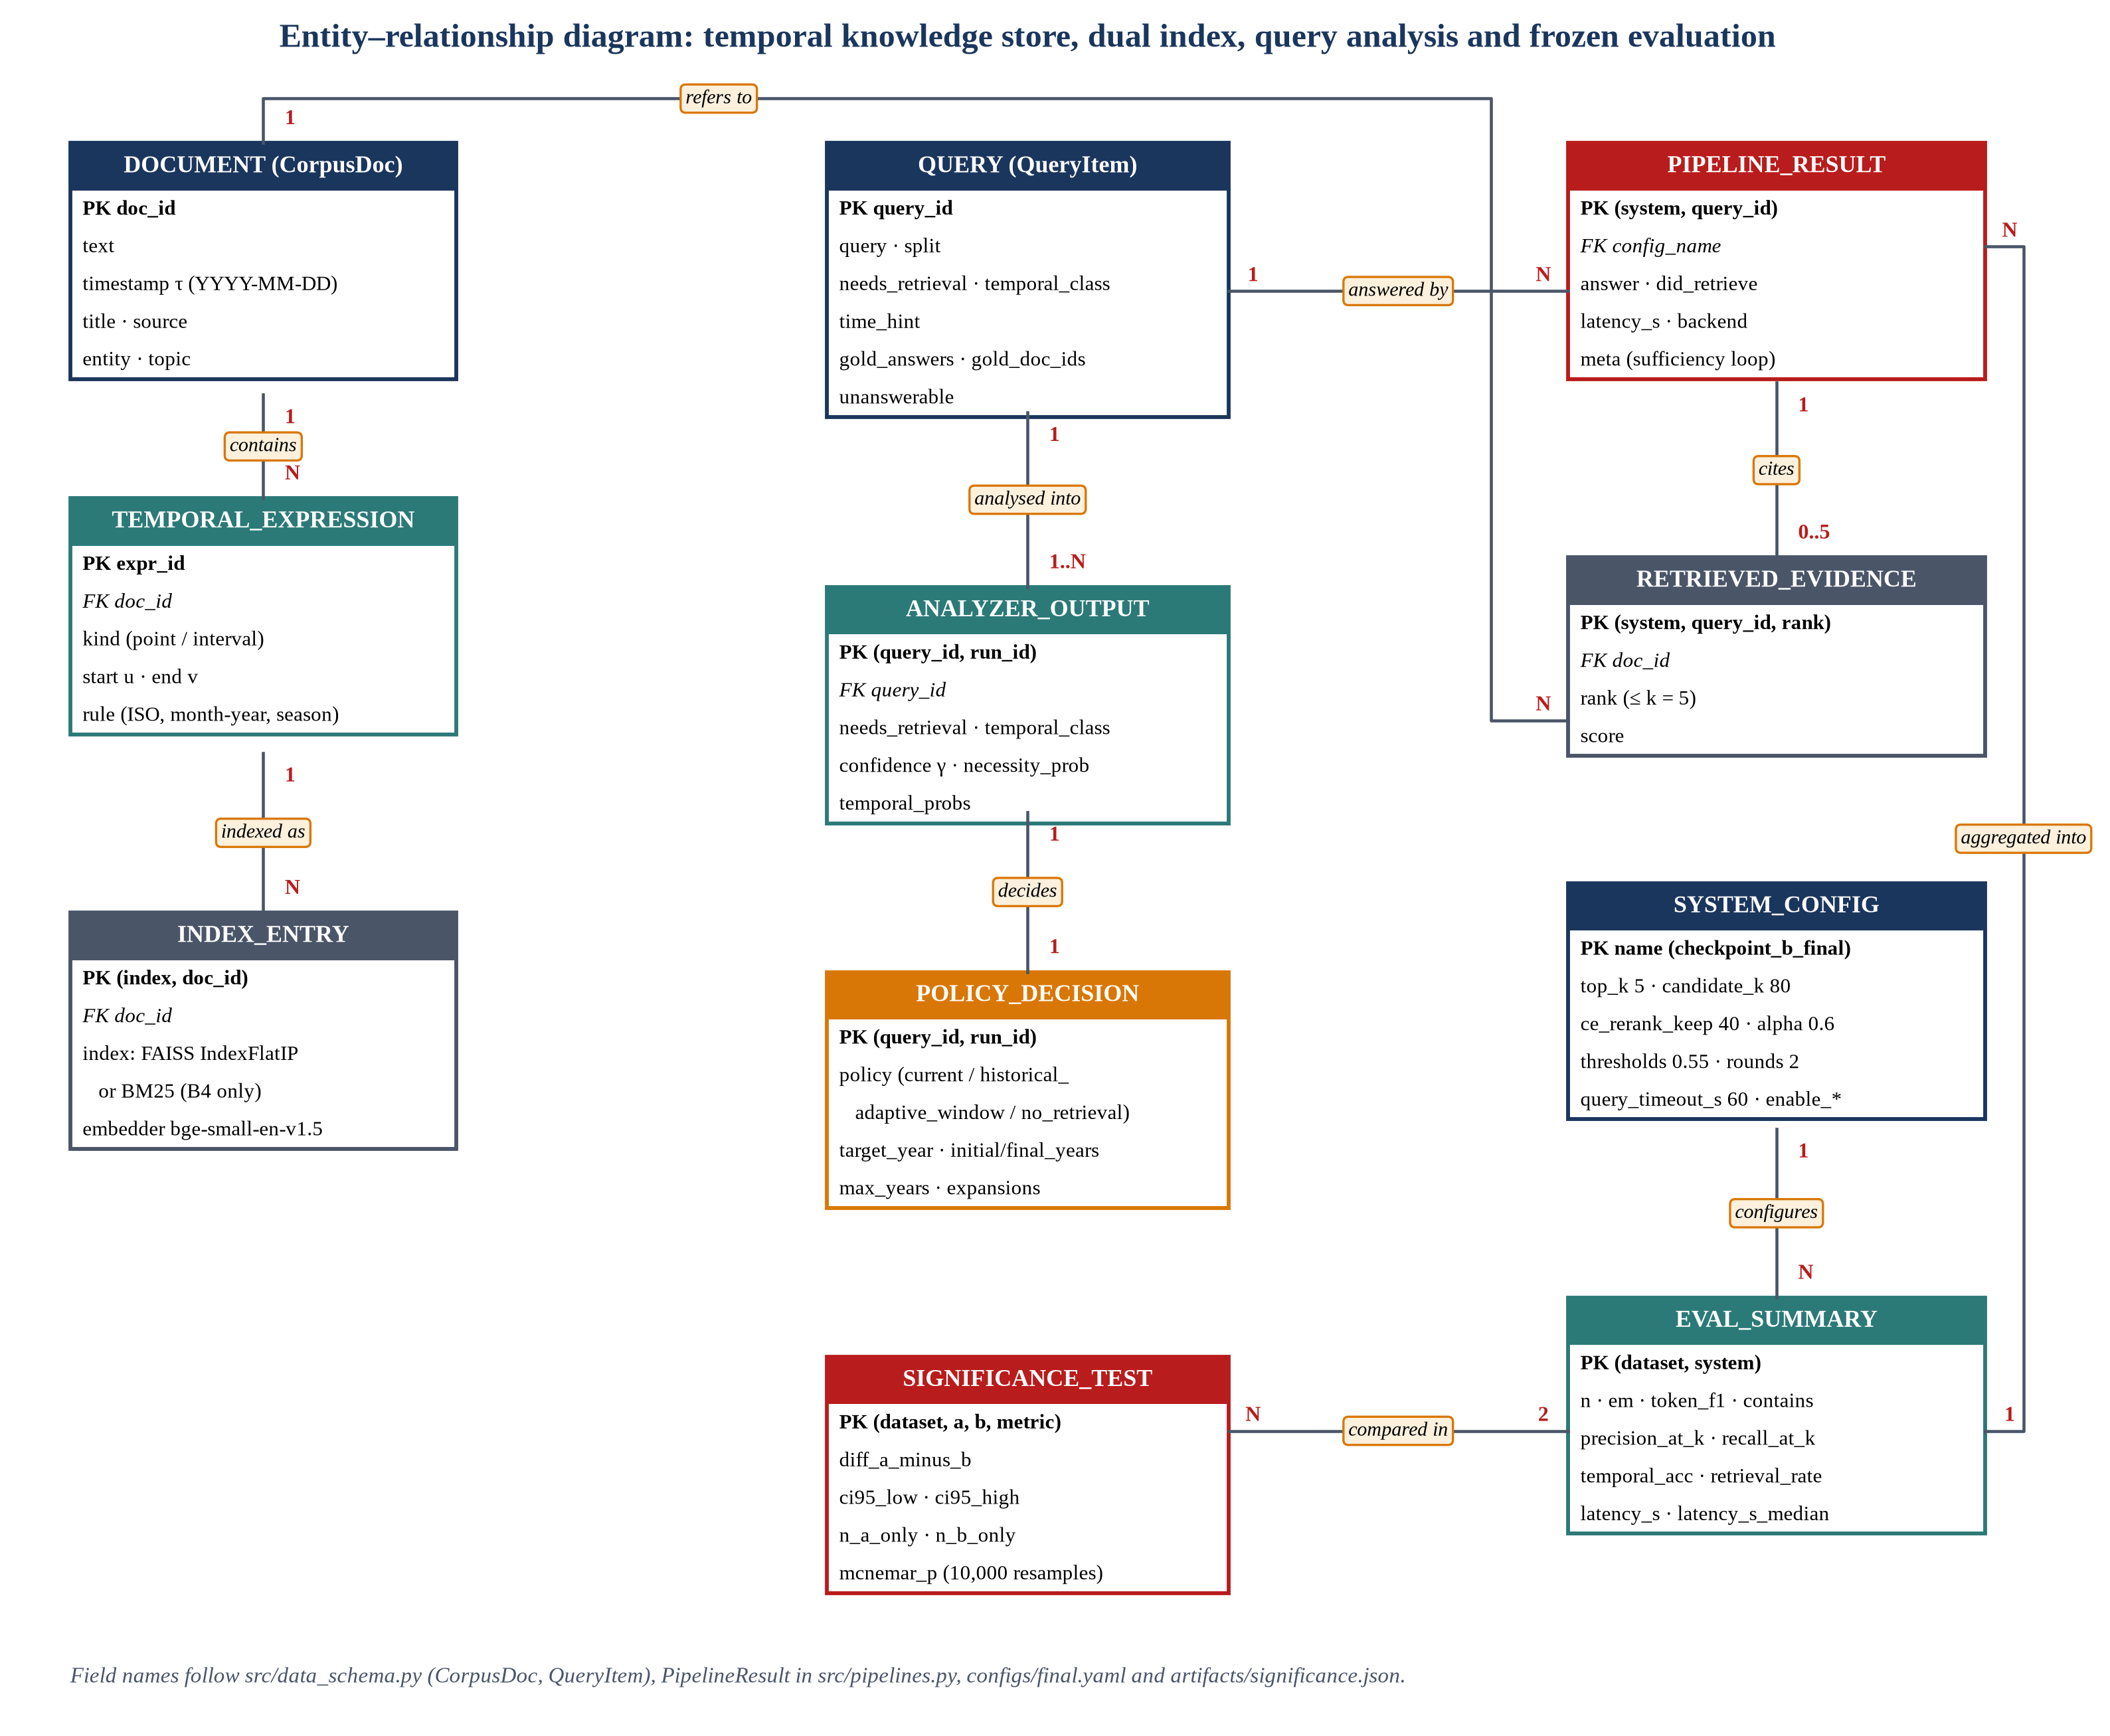 Entity–relationship diagram: temporal knowledge store, dual index, query analysis and frozen evaluation
refers to
1
DOCUMENT (CorpusDoc)
PK doc_id
text
timestamp τ (YYYY-MM-DD)
title · source
entity · topic
1
contains
N
TEMPORAL_EXPRESSION
PK expr_id
FK doc_id
kind (point / interval)
start u · end v
rule (ISO, month-year, season)
1
indexed as
N
INDEX_ENTRY
PK (index, doc_id)
FK doc_id
index: FAISS IndexFlatIP
or BM25 (B4 only)
embedder bge-small-en-v1.5
QUERY (QueryItem)
PK query_id
query · split
needs_retrieval · temporal_class
time_hint
gold_answers · gold_doc_ids
unanswerable
1
answered by
N
1
analysed into
1..N
ANALYZER_OUTPUT
PK (query_id, run_id)
FK query_id
needs_retrieval · temporal_class
confidence γ · necessity_prob
temporal_probs
1
decides
1
POLICY_DECISION
PK (query_id, run_id)
policy (current / historical_
adaptive_window / no_retrieval)
target_year · initial/final_years
max_years · expansions
SIGNIFICANCE_TEST
PK (dataset, a, b, metric)
diff_a_minus_b
ci95_low · ci95_high
n_a_only · n_b_only
mcnemar_p (10,000 resamples)
N
compared in
2
PIPELINE_RESULT
PK (system, query_id)
FK config_name
answer · did_retrieve
latency_s · backend
meta (sufficiency loop)
N
1
cites
0..5
RETRIEVED_EVIDENCE
PK (system, query_id, rank)
FK doc_id
rank (≤ k = 5)
score
N
aggregated into
SYSTEM_CONFIG
PK name (checkpoint_b_final)
top_k 5 · candidate_k 80
ce_rerank_keep 40 · alpha 0.6
thresholds 0.55 · rounds 2
query_timeout_s 60 · enable_*
1
configures
N
EVAL_SUMMARY
PK (dataset, system)
n · em · token_f1 · contains
precision_at_k · recall_at_k
temporal_acc · retrieval_rate
latency_s · latency_s_median
1
Field names follow src/data_schema.py (CorpusDoc, QueryItem), PipelineResult in src/pipelines.py, configs/final.yaml and artifacts/significance.json.